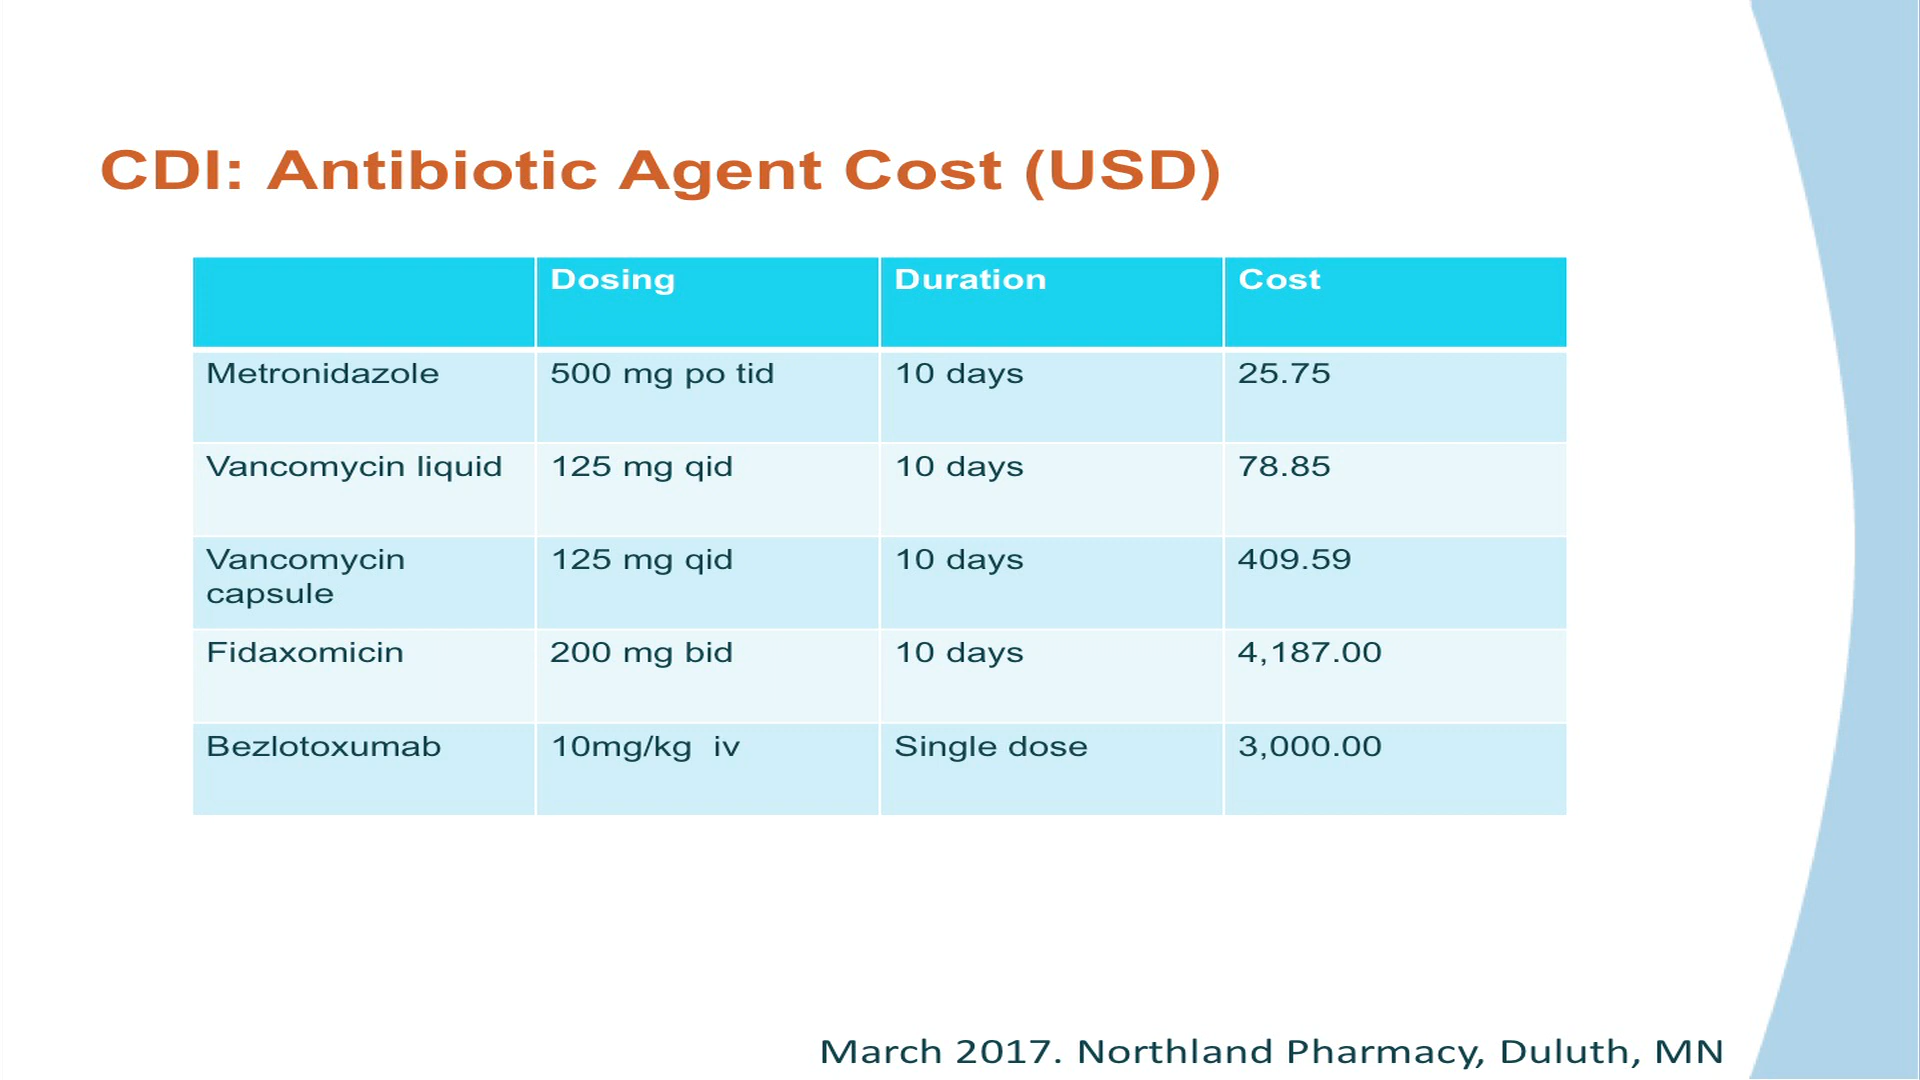 CDI: Antibiotic Agent Cost (USD)
Dosing Duration Cost
Metronidazole 500 mg po tid 10 days 25.75
Vancomycin liquid 125 mg qid 10 days 78.85
Vancomycin 125 mg qid 10 days 409.59
capsule
Fidaxomicin 200 mg bid 10 days 4,187.00
Bezlotoxumab 10mg/kg iv Single dose 3,000.00
March 2017. Northland Pharmacy, Duluth, MN